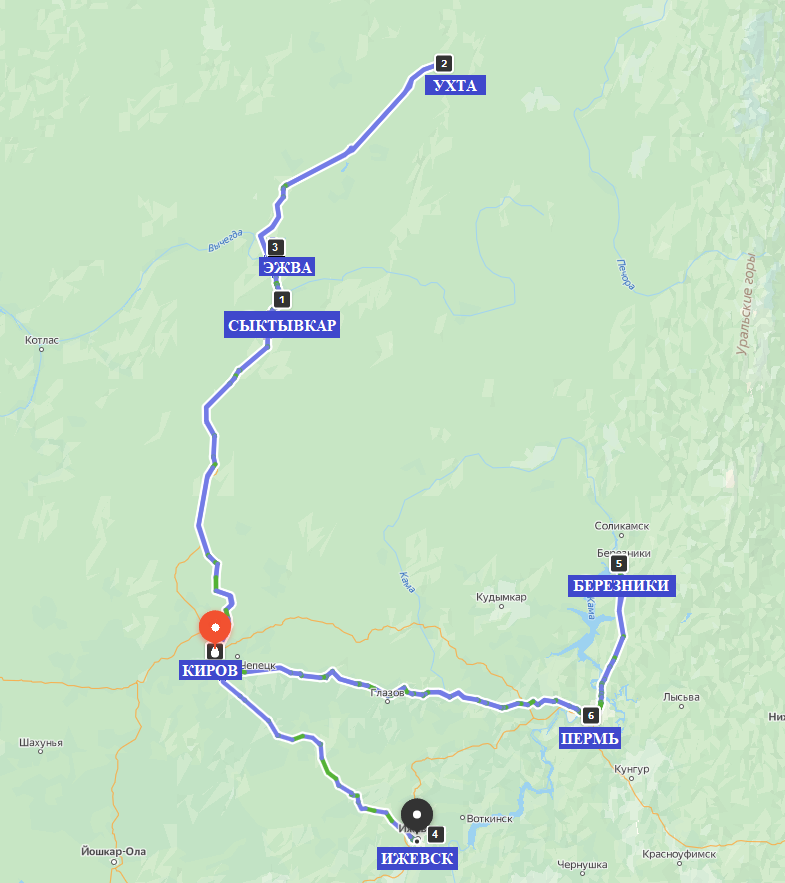 2
УХТА
Вычегда
3
ЭЖВА
Печора
Уральские горы
1
СЫКТЫВКАР
Котлас
Соликамск
Березники
5
БЕРЕЗНИКИ
Кама
Кудымкар
Кама
КИРОВ
Чепецк
Глазов
Лысьва
6
ПЕРМЬ
Шахунья
Кунгур
Воткинск
4
ИЖЕВСК
Йошкар-Ола
Чернушка
Красноуфимск